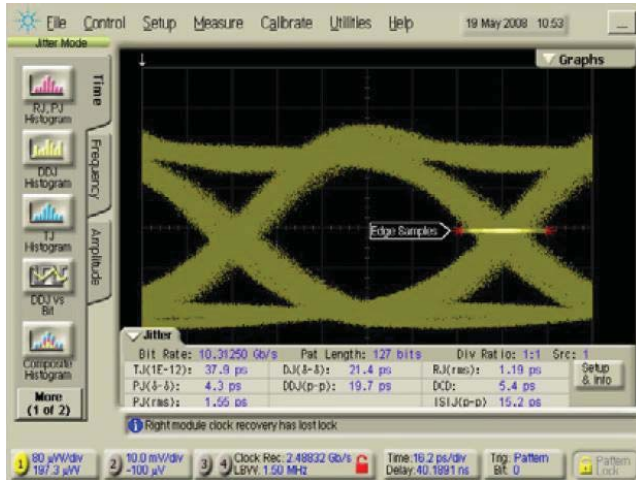 File Control Setup Measure Calibrate Utilities Help 19 May 2008 10:53
Jitter Mode
Graphs
Time
Frequency
Amplitude
RJ, PJ
Histogram
DDJ
Histogram
TJ
Histogram
DDJ vs
Bit
Composite
Histogram
More
(1 of 2)
Edge Samples
Jitter
Bit Rate: 10.31250 Gb/s Pat Length: 127 bits Div Ratio: 1:1 Src: 1
TJ(1E-12): 37.9 ps DJ(δ-δ): 21.4 ps RJ(rms): 1.19 ps
PJ(δ-δ): 4.3 ps DDJ(p-p): 19.7 ps DCD: 5.4 ps
PJ(rms): 1.55 ps ISIJ(p-p) 15.2 ps
Setup
& Info
Right module clock recovery has lost lock
1 80 µW/div 2 10.0 mV/div 3 4 Clock Rec: 2.48832 Gb/s Time:16.2 ps/div Trig: Pattern Pattern
197.3 µW -100 µV LBW: 1.50 MHz Delay:40.1891 ns Bit: 0 Lock